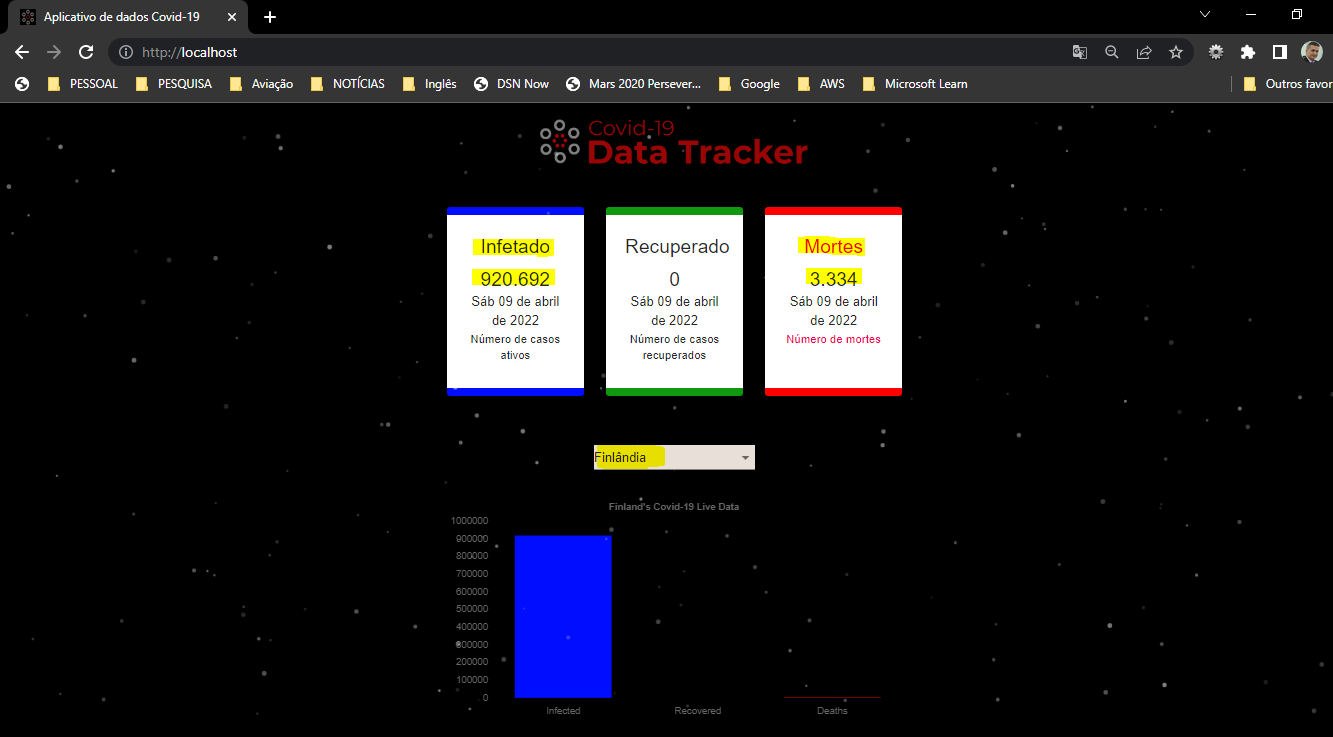 Aplicativo de dados Covid-19
http://localhost
PESSOAL PESQUISA Aviação NOTÍCIAS Inglês DSN Now Mars 2020 Persever... Google AWS Microsoft Learn Outros favor
Covid-19
Data Tracker
Infetado
920.692
Sáb 09 de abril
de 2022
Número de casos
ativos
Recuperado
0
Sáb 09 de abril
de 2022
Número de casos
recuperados
Mortes
3.334
Sáb 09 de abril
de 2022
Número de mortes
Finlândia
Finland's Covid-19 Live Data
1000000
900000
800000
700000
600000
500000
400000
300000
200000
100000
0
Infected Recovered Deaths